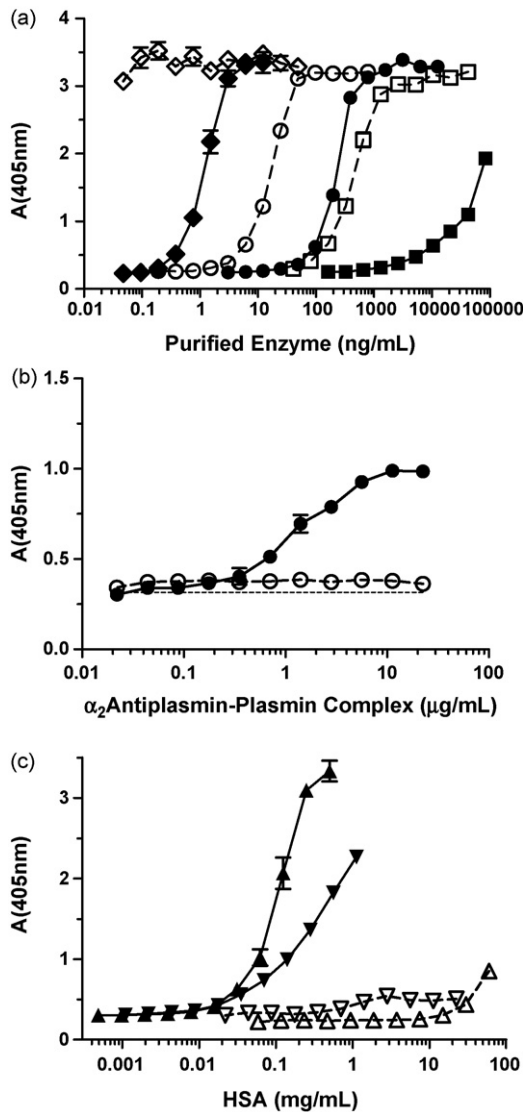 (a)
4
3
2
1
0
A(405nm)
0.01 0.1 1 10 100 1000 10000 100000
Purified Enzyme (ng/mL)
(b)
1.5
1.0
0.5
0.0
A(405nm)
0.01 0.1 1 10 100
α₂Antiplasmin-Plasmin Complex (µg/mL)
(c)
3
2
1
0
A(405nm)
0.001 0.01 0.1 1 10 100
HSA (mg/mL)